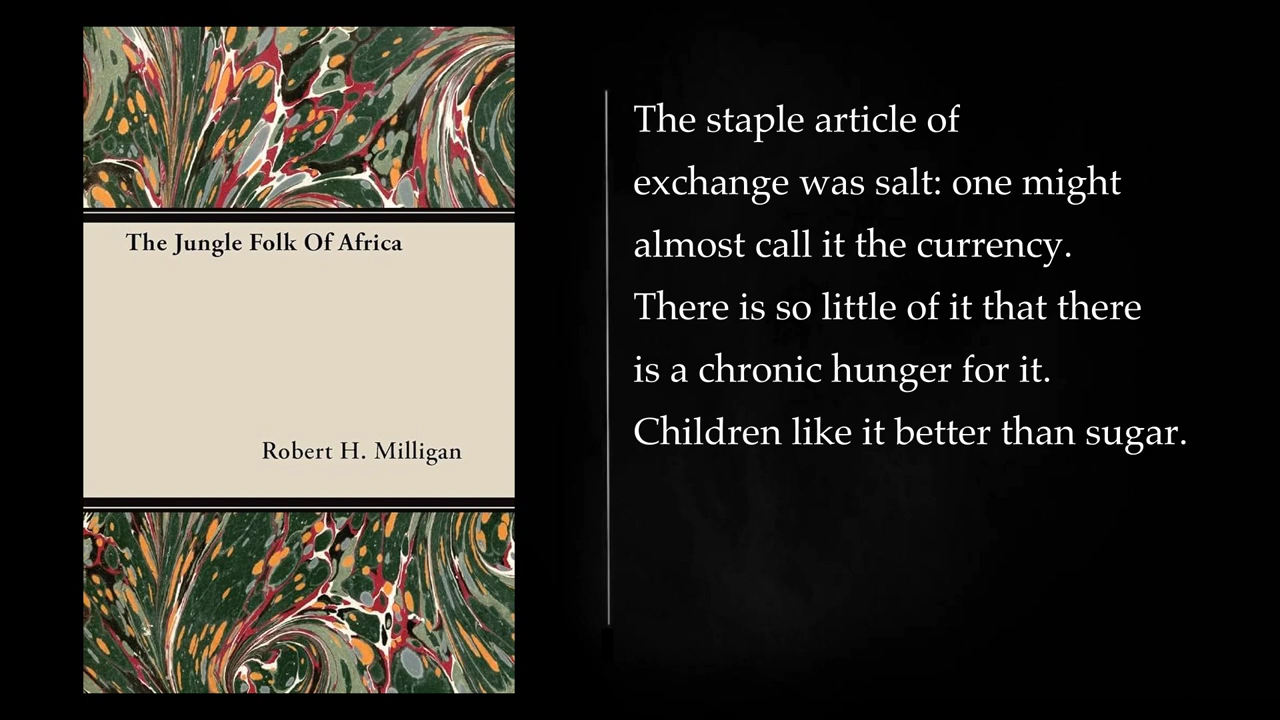 The Jungle Folk Of Africa
Robert H. Milligan
The staple article of
exchange was salt: one might
almost call it the currency.
There is so little of it that there
is a chronic hunger for it.
Children like it better than sugar.